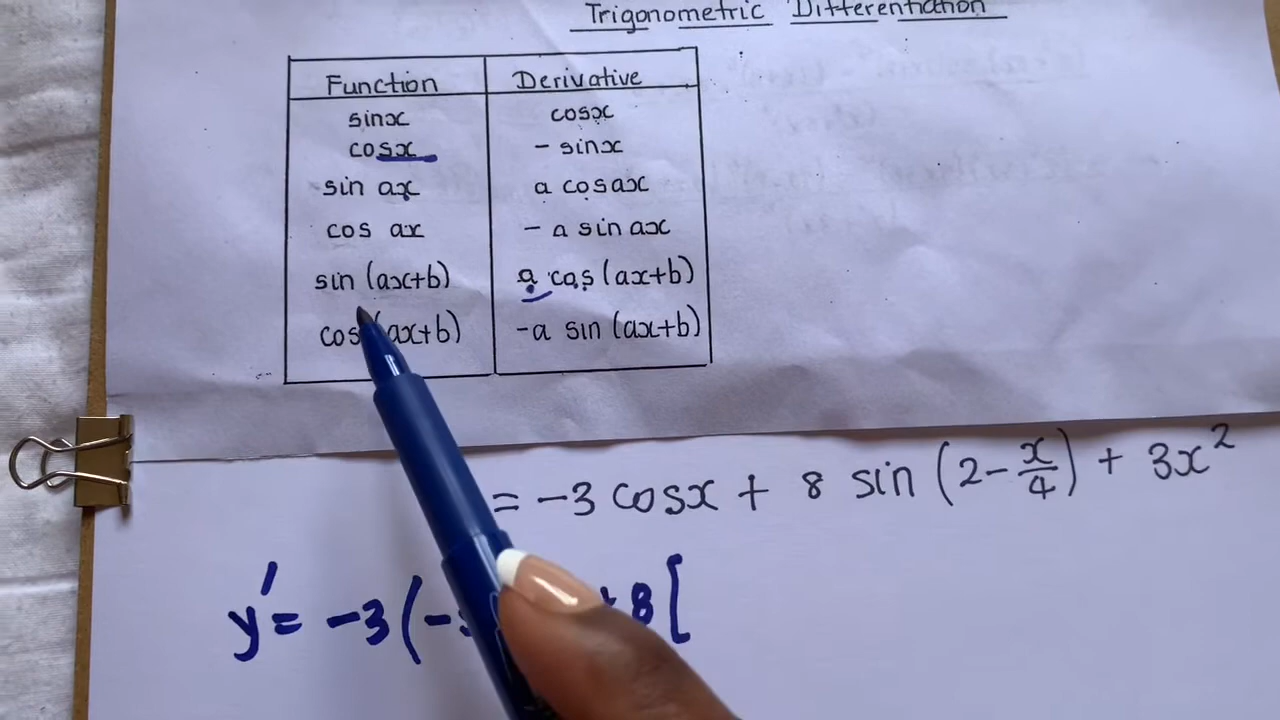 Trigonometric Differentiation
Function Derivative
sinx cosx
cosx - sinx
sin ax a cosax
cos ax - a sin ax
sin (ax+b) a cos (ax+b)
cos (ax+b) -a sin (ax+b)
= -3 cosx + 8 sin (2-x/4) + 3x²
y' = -3(- + 8[